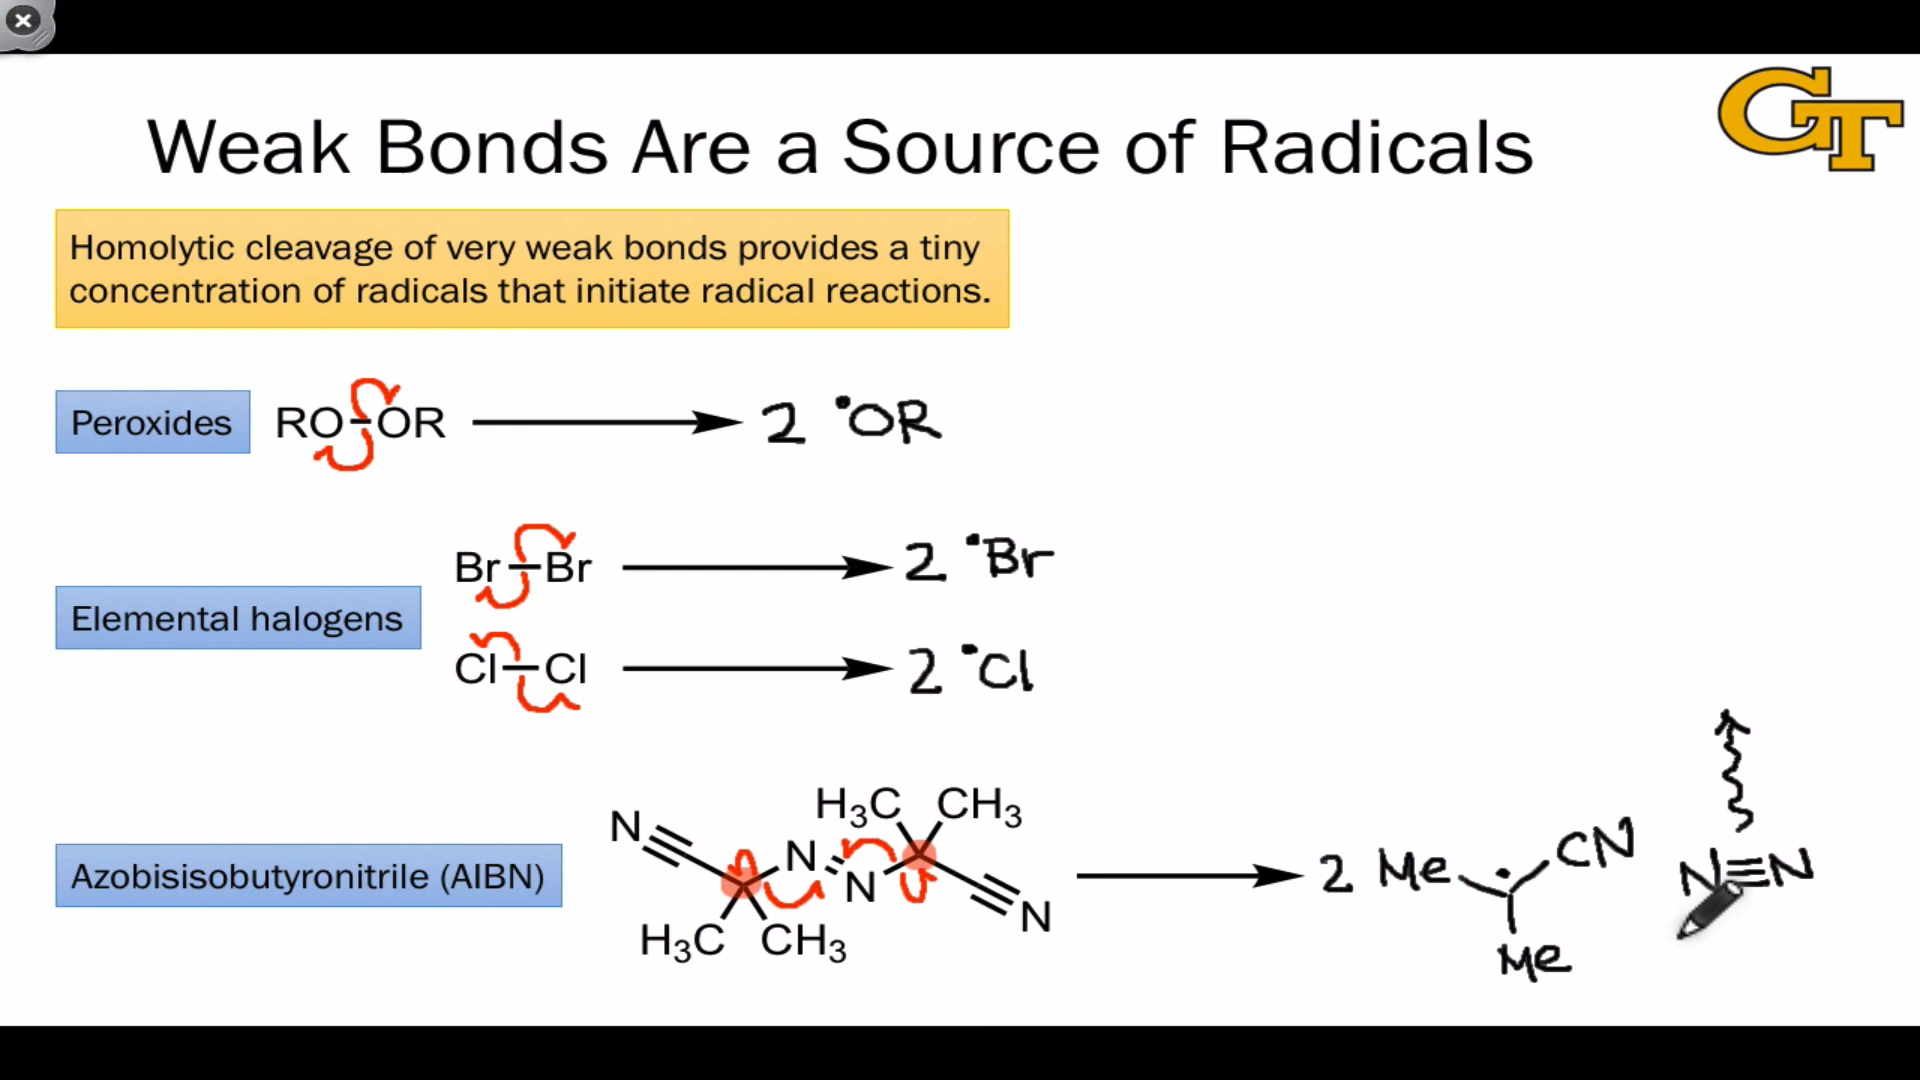 GT
Weak Bonds Are a Source of Radicals
Homolytic cleavage of very weak bonds provides a tiny
concentration of radicals that initiate radical reactions.
Peroxides RO–OR 2 •OR
Br–Br 2 •Br
Elemental halogens
Cl–Cl 2 •Cl
H₃C CH₃
N N CN
Azobisisobutyronitrile (AIBN) N 2 Me • N≡N
N
H₃C CH₃ Me